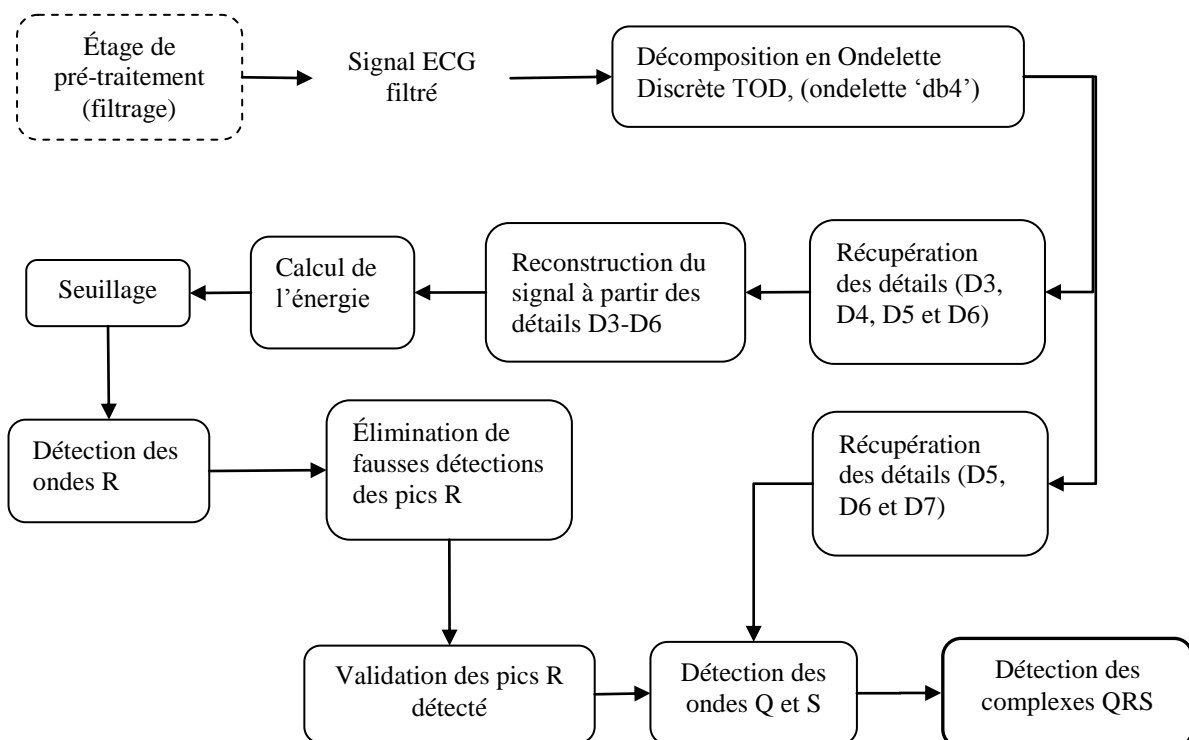 Étage de
pré-traitement
(filtrage)
Signal ECG
filtré
Décomposition en Ondelette
Discrète TOD, (ondelette ‘db4’)
Récupération
des détails (D3,
D4, D5 et D6)
Reconstruction du
signal à partir des
détails D3-D6
Calcul de
l’énergie
Seuillage
Détection des
ondes R
Élimination de
fausses détections
des pics R
Récupération
des détails (D5,
D6 et D7)
Validation des pics R
détecté
Détection des
ondes Q et S
Détection des
complexes QRS